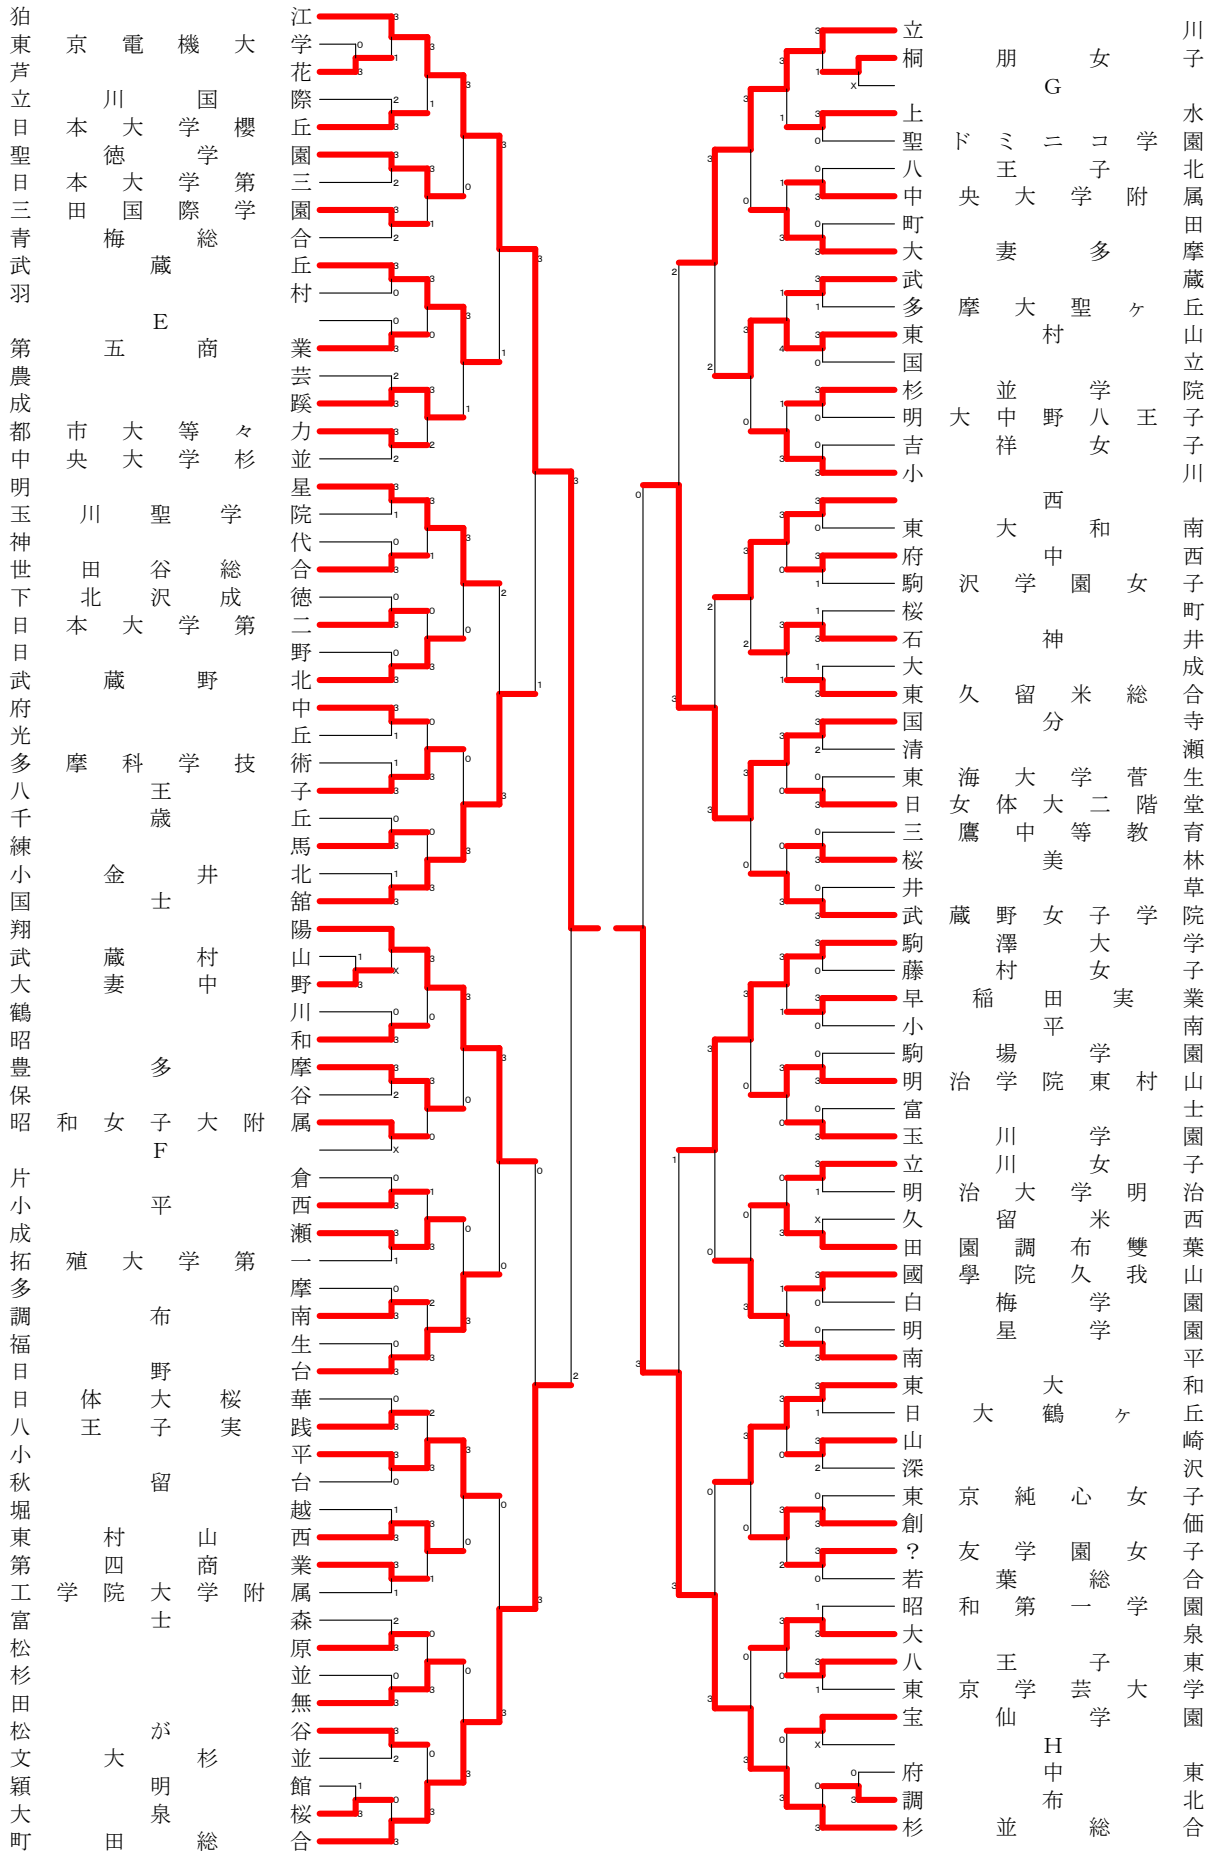 狛江
東京電機大学
芦花
立川国際
日本大学櫻丘
聖徳学園
日本大学第三
三田国際学園
青梅総合
武蔵丘
羽村
E
第五商業
農芸
成蹊
都市大等々力
中央大学杉並
明星
玉川聖学院
神代
世田谷総合
下北沢成徳
日本大学第二
日野
武蔵野北
府中
光丘
多摩科学技術
八王子
千歳丘
練馬
小金井北
国士舘
翔陽
武蔵村山
大妻中野
鶴川
昭和
豊多摩
保谷
昭和女子大附属
F
片倉
小平西
成瀬
拓殖大学第一
多摩
調布南
福生
日野台
日体大桜華
八王子実践
小平
秋留台
堀越
東村山西
第四商業
工学院大学附属
富士森
松原
杉並
田無
松が谷
文大杉並
穎明館
大泉桜
町田総合
立川
桐朋女子
G
上水
聖ドミニコ学園
八王子北
中央大学附属
町田
大妻多摩
武蔵
多摩大聖ヶ丘
東村山
国立
杉並学院
明大中野八王子
吉祥女子
小川
西
東大和南
府中西
駒沢学園女子
桜町
石神井
大成
東久留米総合
国分寺
清瀬
東海大学菅生
日女体大二階堂
三鷹中等教育
桜美林
井草
武蔵野女子学院
駒澤大学
藤村女子
早稲田実業
小平南
駒場学園
明治学院東村山
富士
玉川学園
立川女子
明治大学明治
久留米西
田園調布雙葉
國學院久我山
白梅学園
明星学園
南平
東大和
日大鶴ヶ丘
山崎
深沢
東京純心女子
創価
?友学園女子
若葉総合
昭和第一学園
大泉
八王子東
東京学芸大学
宝仙学園
H
府中東
調布北
杉並総合